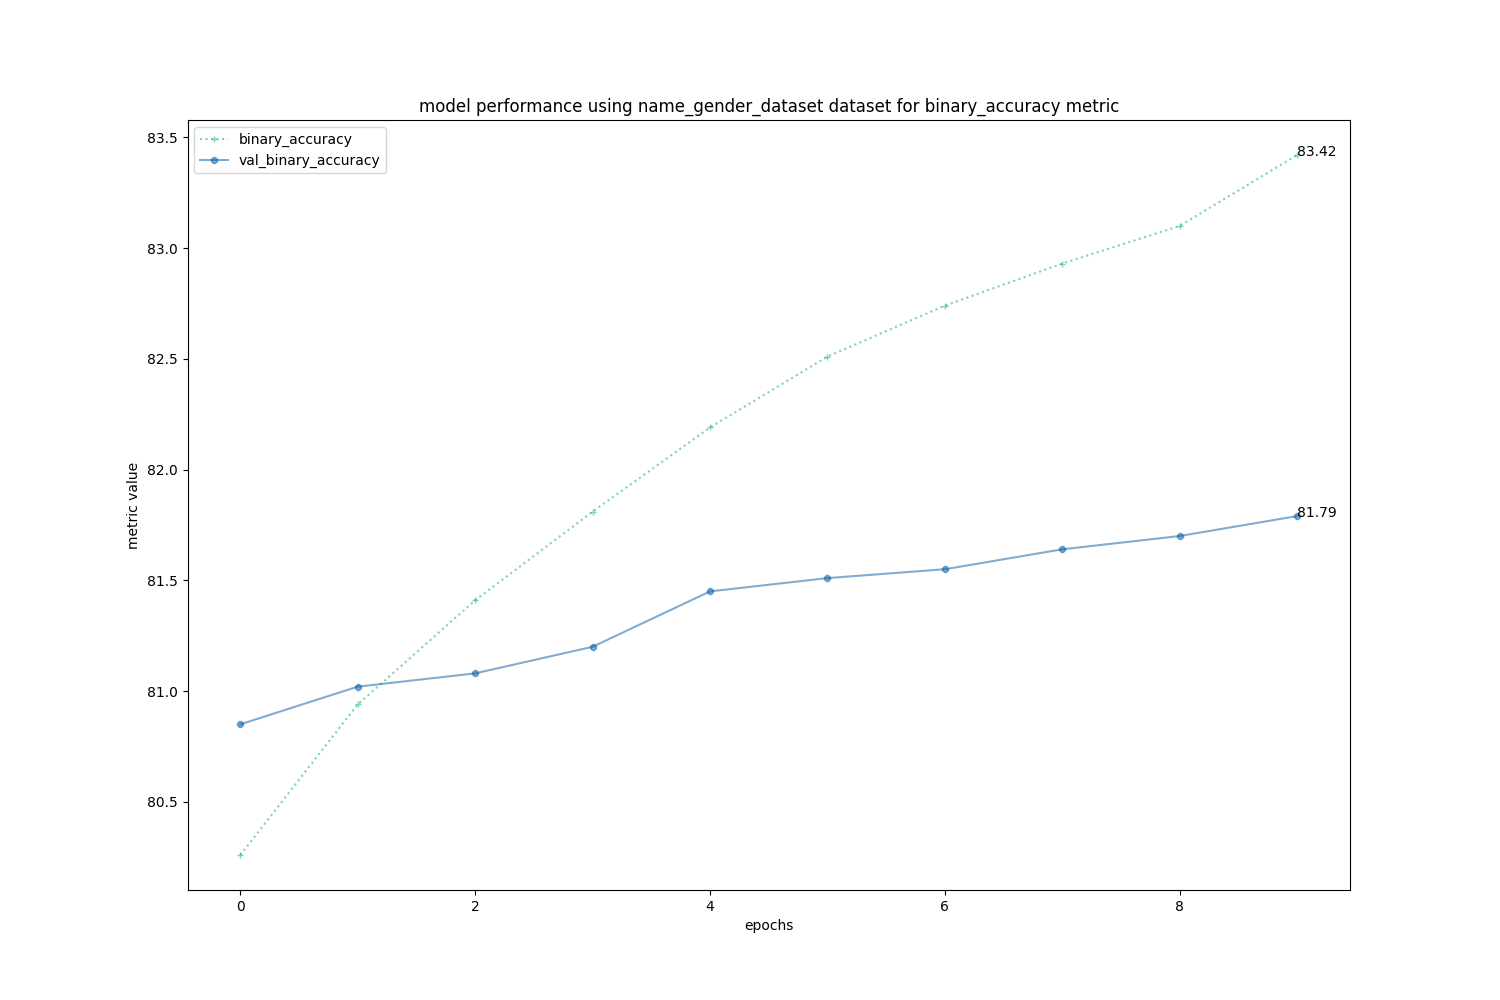 model performance using name_gender_dataset dataset for binary_accuracy metric
binary_accuracy
val_binary_accuracy
83.5
83.0
82.5
82.0
81.5
81.0
80.5
metric value
83.42
81.79
0 2 4 6 8
epochs